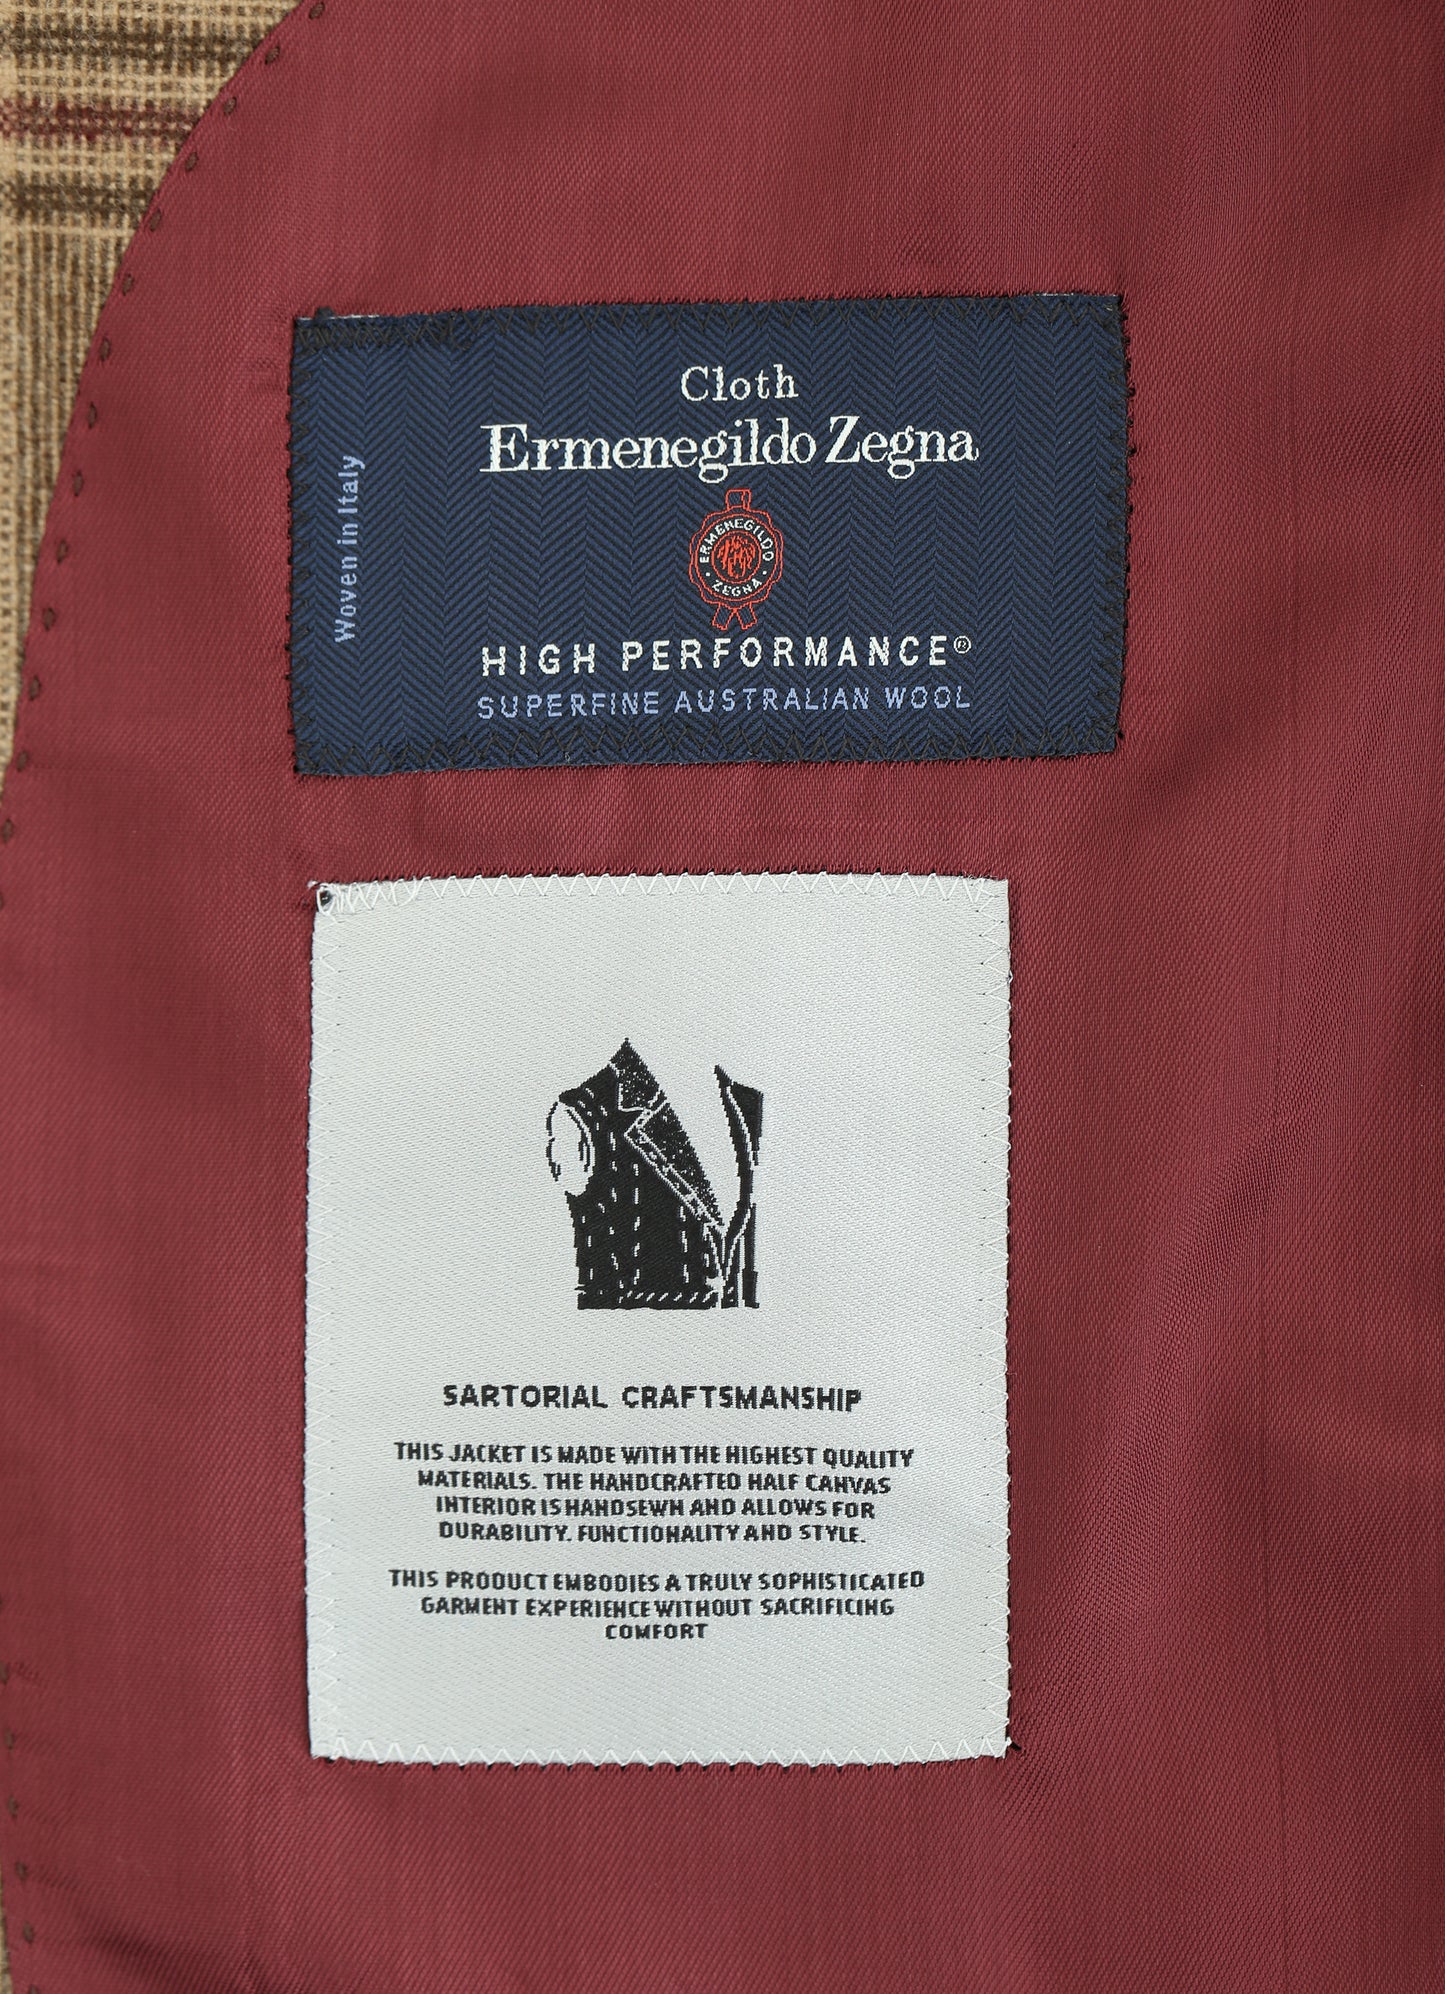 Cloth
Ermenegildo Zegna
Woven in Italy
ERMENEGILDO
· ZEGNA ·
HIGH PERFORMANCE®
SUPERFINE AUSTRALIAN WOOL
SARTORIAL CRAFTSMANSHIP
THIS JACKET IS MADE WITH THE HIGHEST QUALITY
MATERIALS. THE HANDCRAFTED HALF CANVAS
INTERIOR IS HANDSEWN AND ALLOWS FOR
DURABILITY. FUNCTIONALITY AND STYLE.
THIS PRODUCT EMBODIES A TRULY SOPHISTICATED
GARMENT EXPERIENCE WITHOUT SACRIFICING
COMFORT